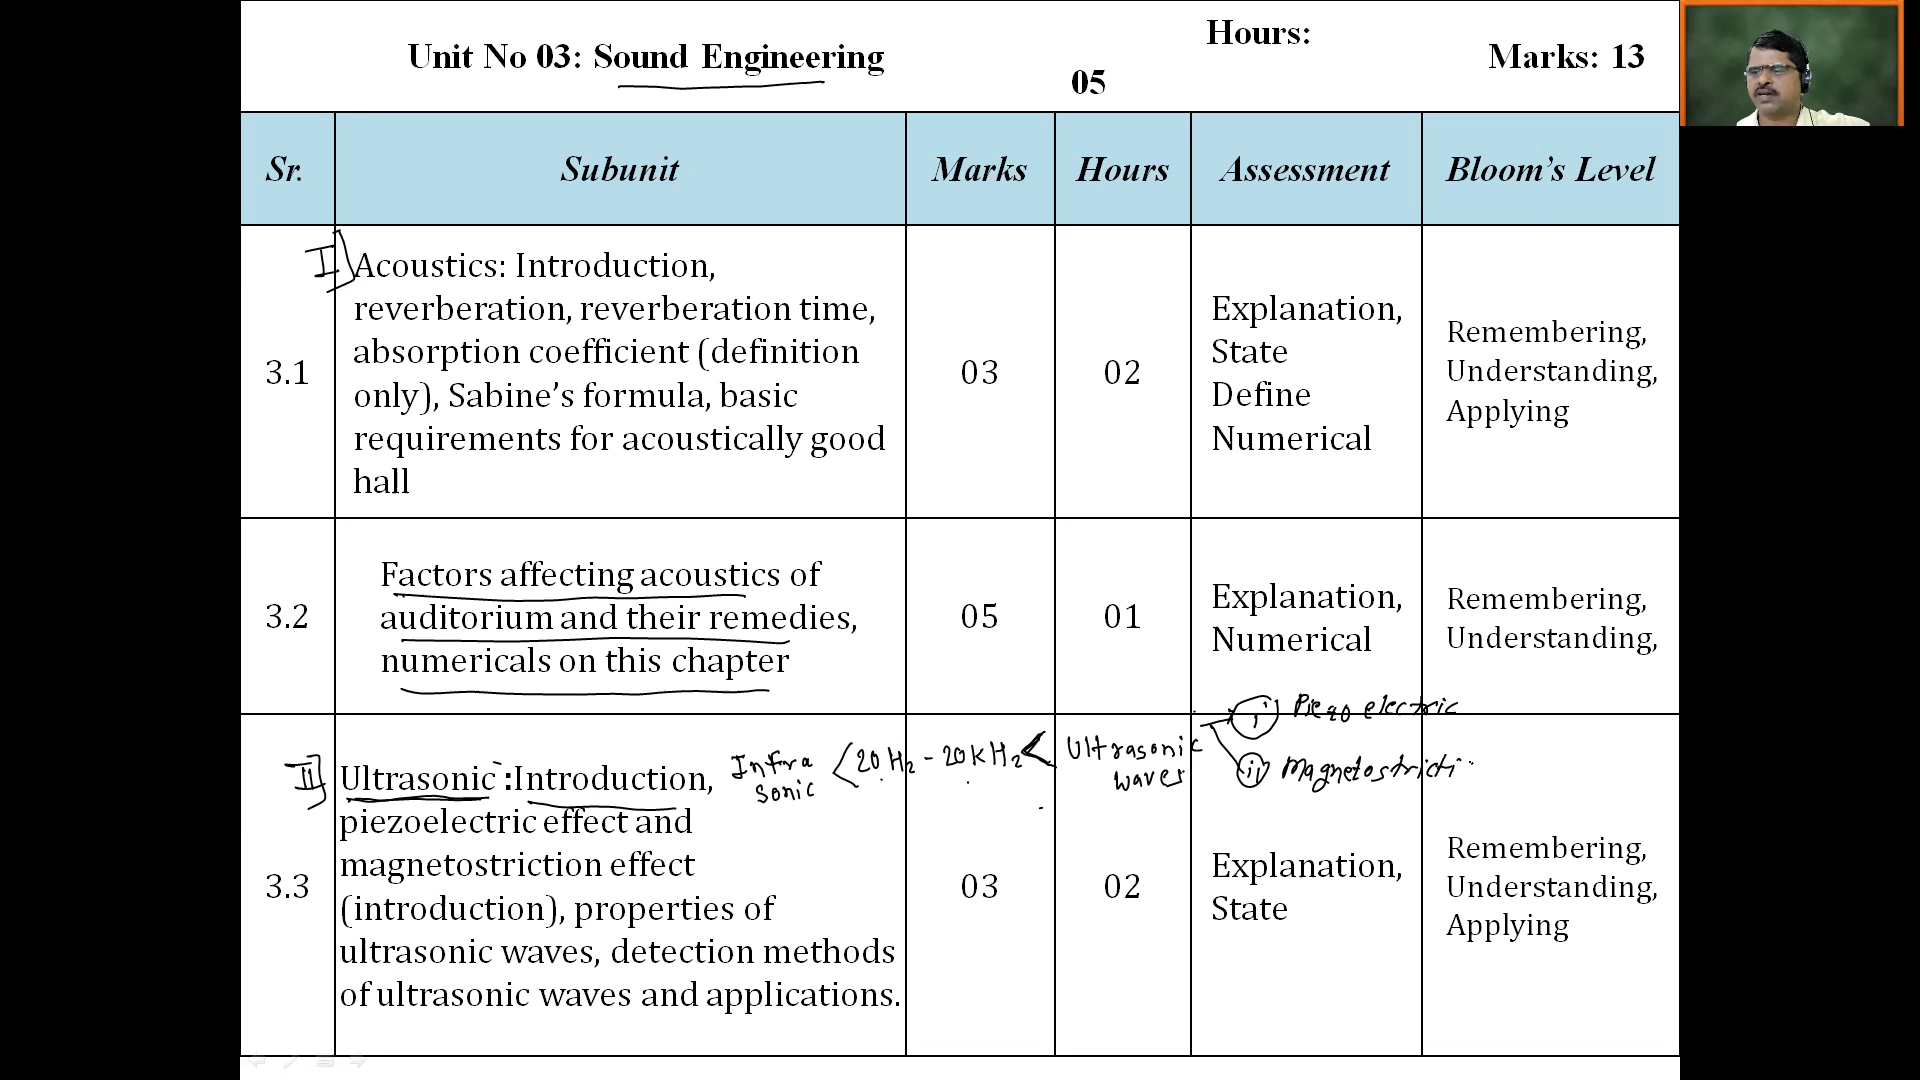 Unit No 03: Sound Engineering
Hours:
05
Marks: 13
Sr.
Subunit
Marks
Hours
Assessment
Bloom's Level
I)
3.1
Acoustics: Introduction,
reverberation, reverberation time,
absorption coefficient (definition
only), Sabine's formula, basic
requirements for acoustically good
hall
03
02
Explanation,
State
Define
Numerical
Remembering,
Understanding,
Applying
3.2
Factors affecting acoustics of
auditorium and their remedies,
numericals on this chapter
05
01
Explanation,
Numerical
Remembering,
Understanding,
II)
3.3
Ultrasonic :Introduction,
piezoelectric effect and
magnetostriction effect
(introduction), properties of
ultrasonic waves, detection methods
of ultrasonic waves and applications.
Infra
sonic
< 20 Hz - 20 kHz <
Ultrasonic
waves
i) Piezo electric
ii) Magnetostricti
03
02
Explanation,
State
Remembering,
Understanding,
Applying